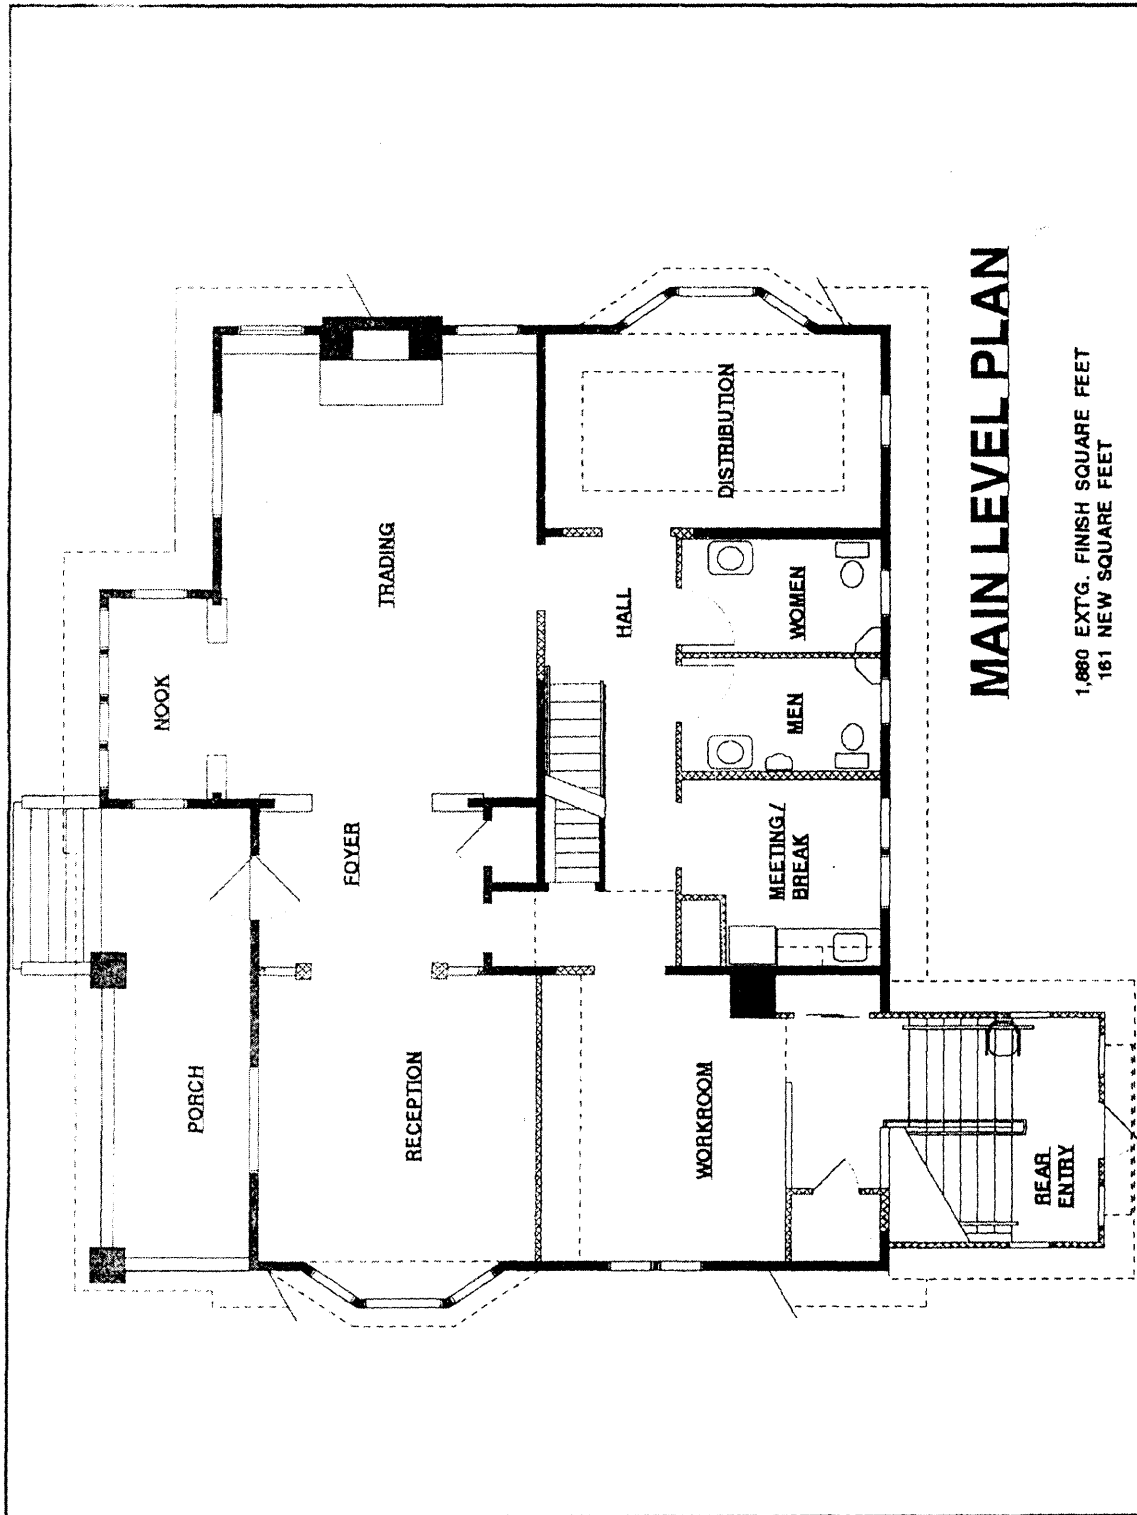 PORCH
NOOK
FOYER
RECEPTION
TRADING
HALL
WORKROOM
MEETING /
BREAK
MEN
WOMEN
DISTRIBUTION
REAR
ENTRY
MAIN LEVEL PLAN
1,880 EXT'G. FINISH SQUARE FEET
161 NEW SQUARE FEET